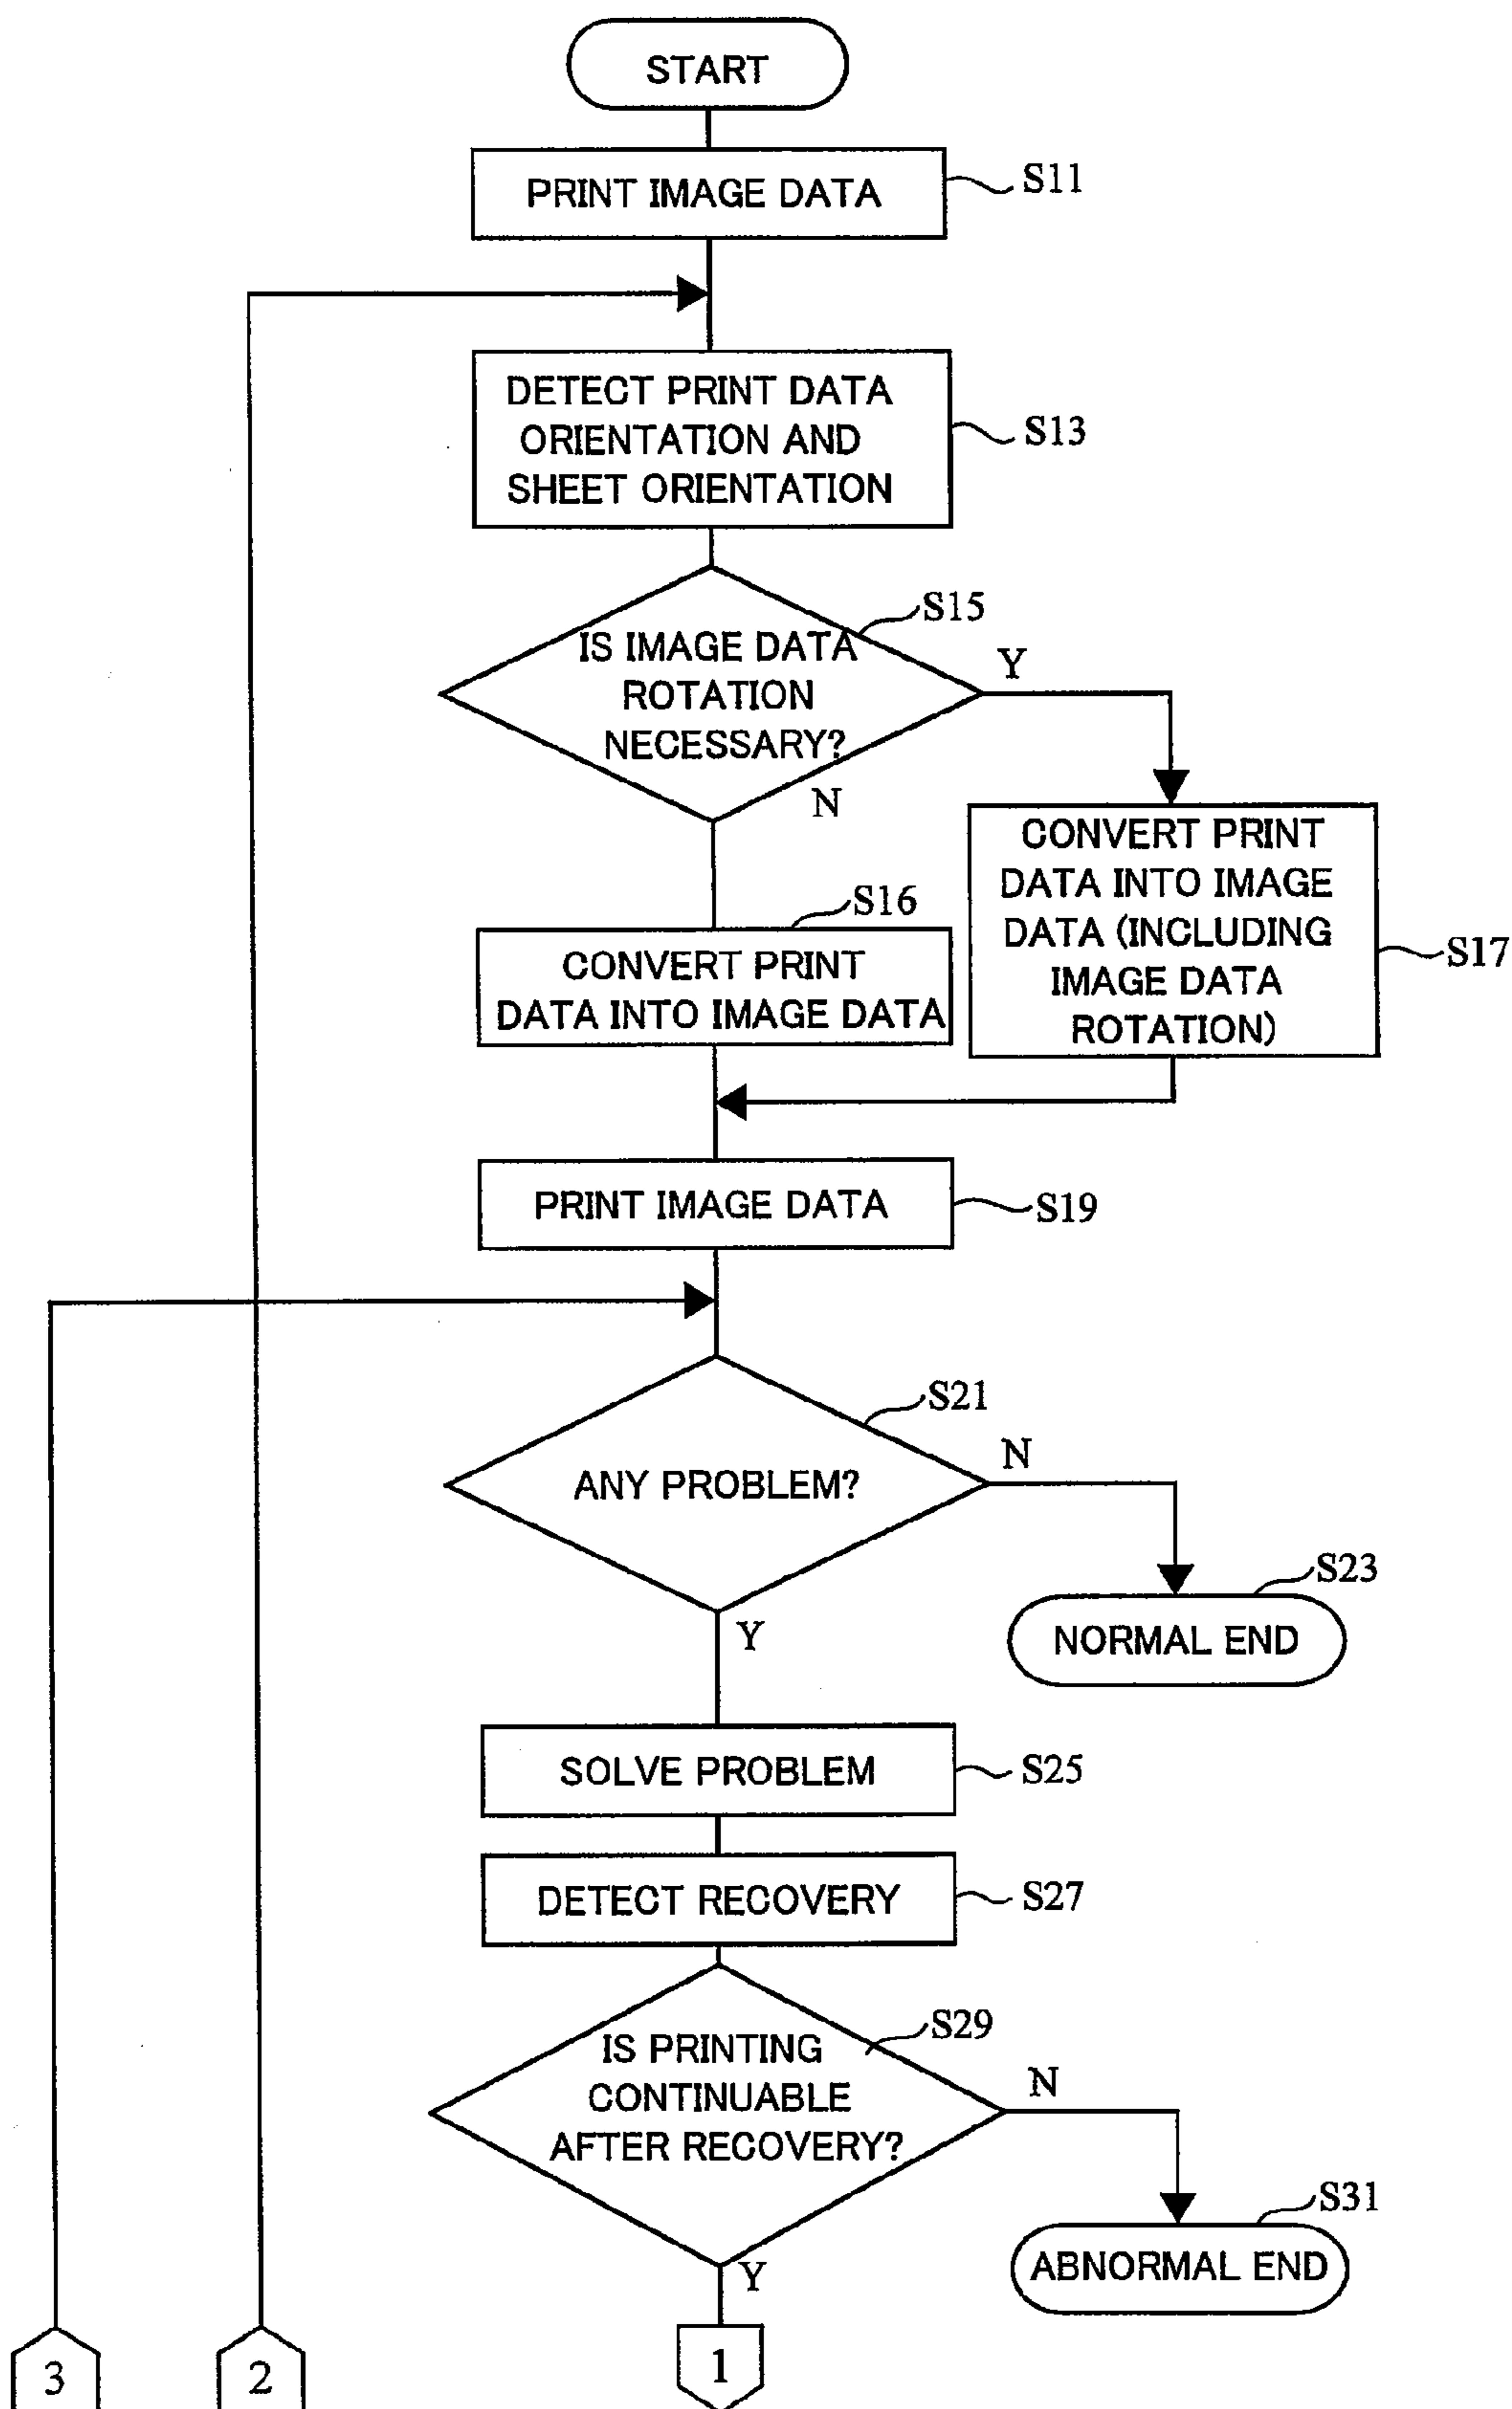 START
PRINT IMAGE DATA
S11
DETECT PRINT DATA
ORIENTATION AND
SHEET ORIENTATION
S13
S15
IS IMAGE DATA
ROTATION
NECESSARY?
Y
N
CONVERT PRINT
DATA INTO IMAGE
DATA (INCLUDING
IMAGE DATA
ROTATION)
S17
S16
CONVERT PRINT
DATA INTO IMAGE DATA
PRINT IMAGE DATA
S19
S21
ANY PROBLEM?
N
Y
S23
NORMAL END
SOLVE PROBLEM
S25
DETECT RECOVERY
S27
S29
IS PRINTING
CONTINUABLE
AFTER RECOVERY?
N
Y
S31
ABNORMAL END
3
2
1